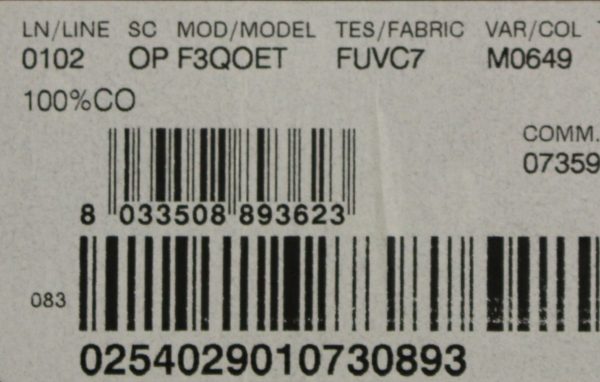 LN/LINE SC MOD/MODEL TES/FABRIC VAR/COL
0102 OP F3QOET FUVC7 M0649
100%CO
COMM.
07359
8 033508 893623
083
0254029010730893